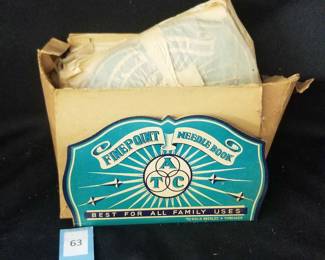 FINEPOINT NEEDLE BOOK
A
T C
BEST FOR ALL FAMILY USES
63